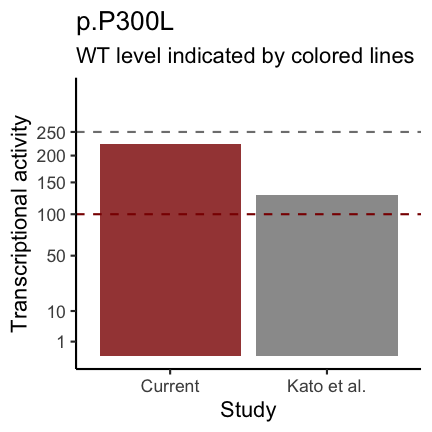 p.P300L
WT level indicated by colored lines
Transcriptional activity
250
200
150
100
50
10
1
Current
Kato et al.
Study